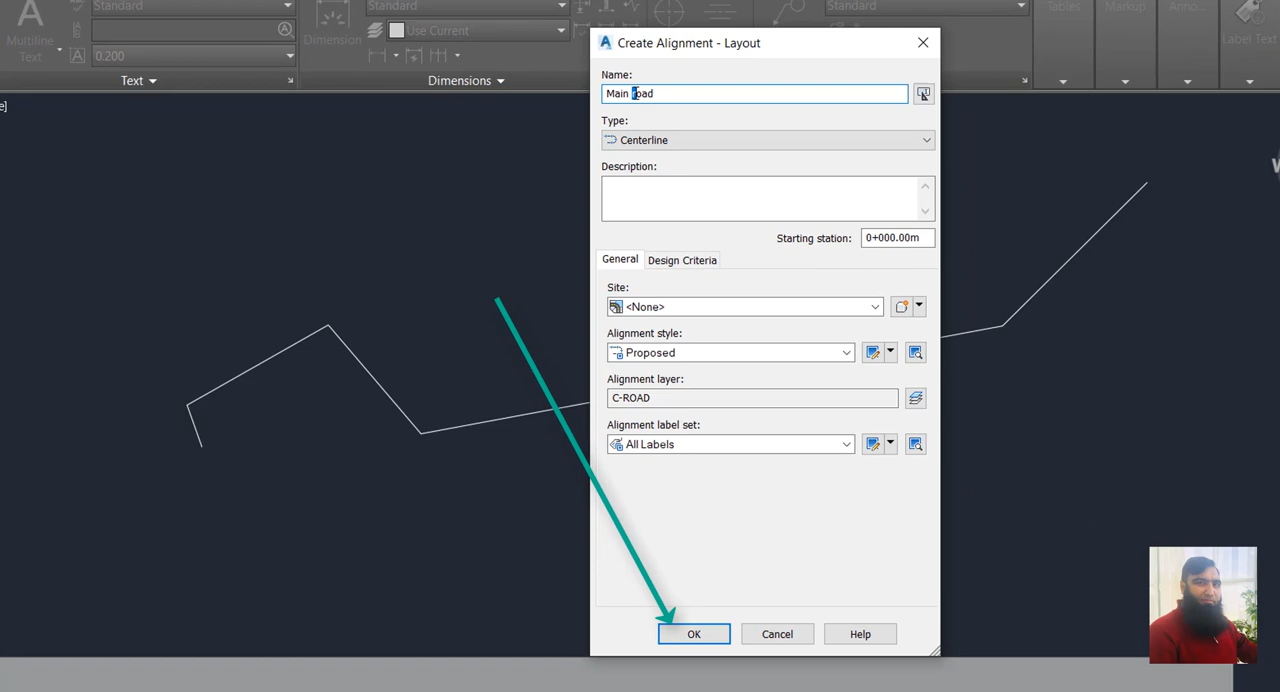 Standard
Standard
Standard
Tables
Markup
Anno...
Multiline
Text
Dimension
Use Current
Label Text
0.200
Text
Dimensions
e]
Create Alignment - Layout
Name:
Main road
Type:
Centerline
Description:
Starting station:
0+000.00m
General
Design Criteria
Site:
<None>
Alignment style:
Proposed
Alignment layer:
C-ROAD
Alignment label set:
All Labels
OK
Cancel
Help